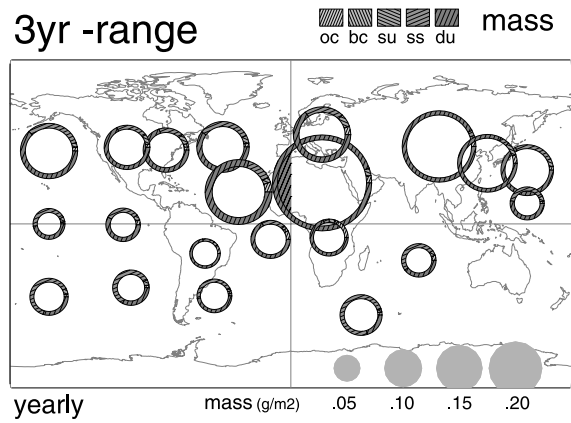 3yr -range
mass
oc bc su ss du
yearly
mass (g/m2) .05 .10 .15 .20